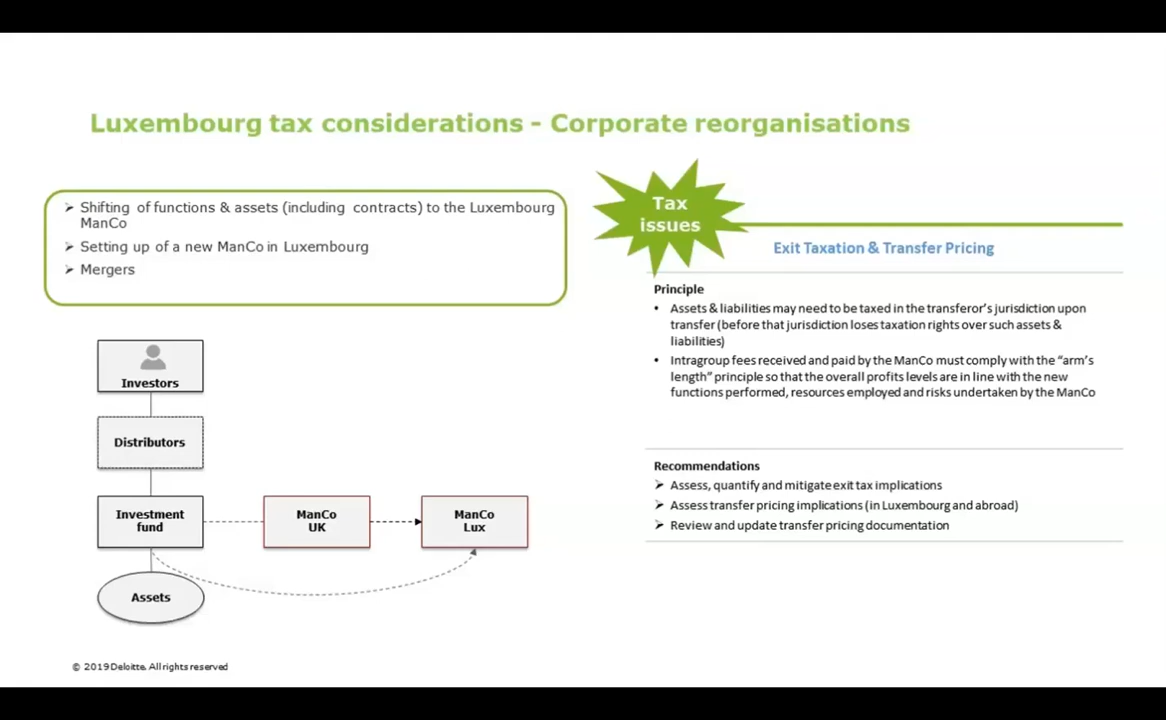 Luxembourg tax considerations - Corporate reorganisations
➢ Shifting of functions & assets (including contracts) to the Luxembourg
ManCo
➢ Setting up of a new ManCo in Luxembourg
➢ Mergers
Tax
issues
Exit Taxation & Transfer Pricing
Principle
• Assets & liabilities may need to be taxed in the transferor's jurisdiction upon
transfer (before that jurisdiction loses taxation rights over such assets &
liabilities)
• Intragroup fees received and paid by the ManCo must comply with the “arm's
length” principle so that the overall profits levels are in line with the new
functions performed, resources employed and risks undertaken by the ManCo
Recommendations
➢ Assess, quantify and mitigate exit tax implications
➢ Assess transfer pricing implications (in Luxembourg and abroad)
➢ Review and update transfer pricing documentation
Investors
Distributors
Investment
fund
ManCo
UK
ManCo
Lux
Assets
© 2019 Deloitte. All rights reserved